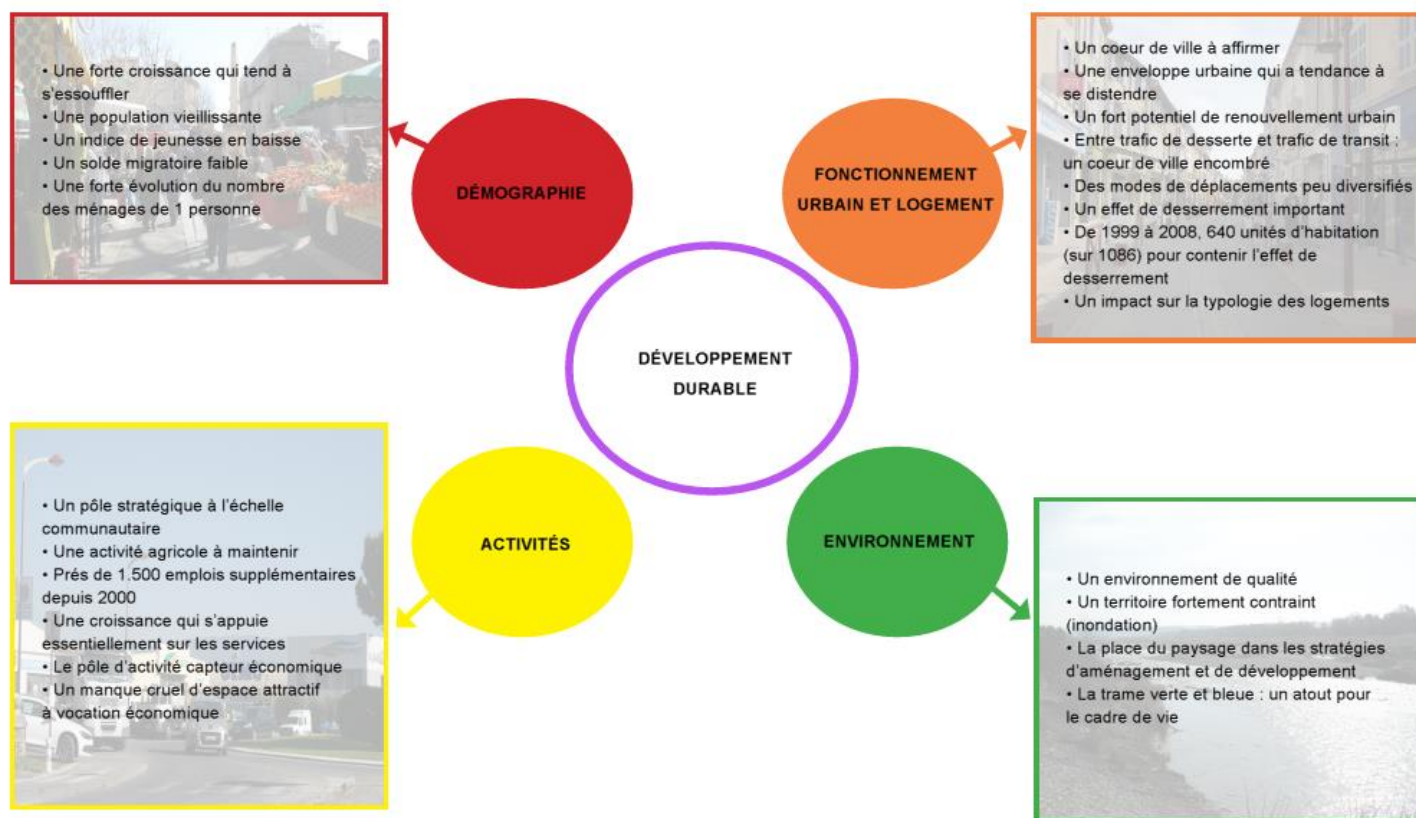 • Une forte croissance qui tend à
s'essouffler
• Une population vieillissante
• Un indice de jeunesse en baisse
• Un solde migratoire faible
• Une forte évolution du nombre
des ménages de 1 personne
DÉMOGRAPHIE
FONCTIONNEMENT
URBAIN ET LOGEMENT
• Un coeur de ville à affirmer
• Une enveloppe urbaine qui a tendance à
se distendre
• Un fort potentiel de renouvellement urbain
• Entre trafic de desserte et trafic de transit :
un coeur de ville encombré
• Des modes de déplacements peu diversifiés
• Un effet de desserrement important
• De 1999 à 2008, 640 unités d'habitation
(sur 1086) pour contenir l'effet de
desserrement
• Un impact sur la typologie des logements
DÉVELOPPEMENT
DURABLE
• Un pôle stratégique à l'échelle
communautaire
• Une activité agricole à maintenir
• Prés de 1.500 emplois supplémentaires
depuis 2000
• Une croissance qui s'appuie
essentiellement sur les services
• Le pôle d'activité capteur économique
• Un manque cruel d'espace attractif
à vocation économique
ACTIVITÉS
ENVIRONNEMENT
• Un environnement de qualité
• Un territoire fortement contraint
(inondation)
• La place du paysage dans les stratégies
d'aménagement et de développement
• La trame verte et bleue : un atout pour
le cadre de vie